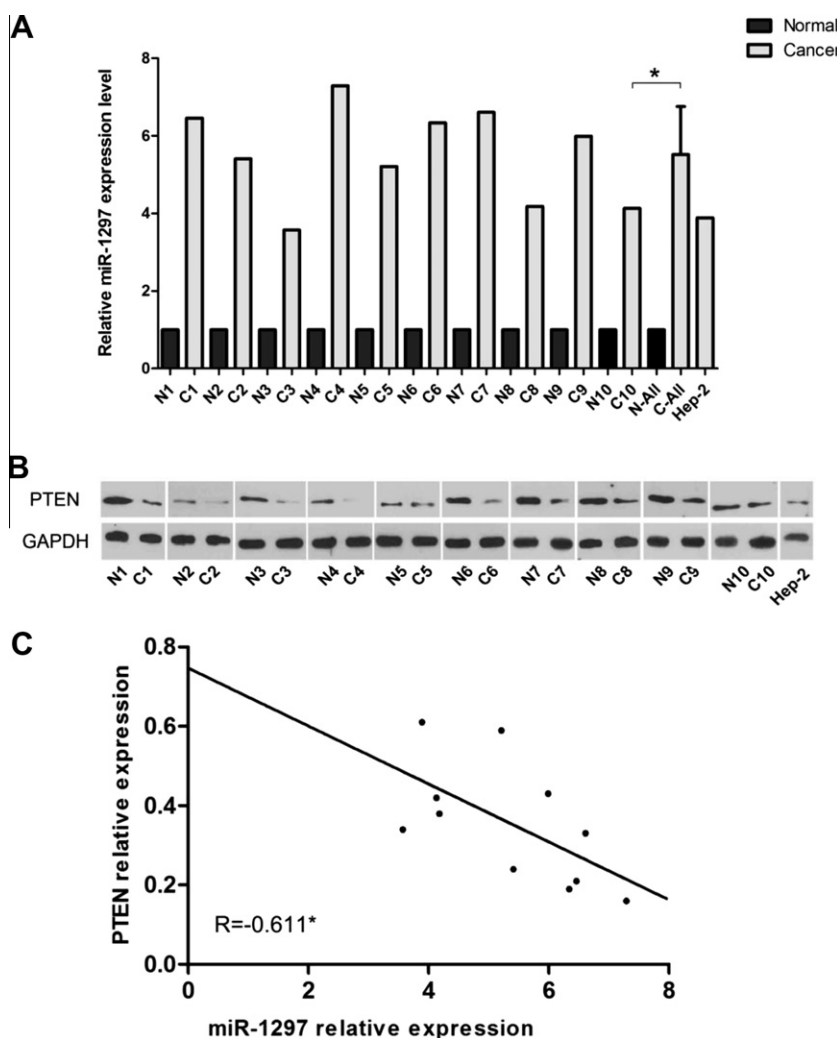 A
Normal
Cancer
Relative miR-1297 expression level
8
6
4
2
0
*
N1 C1 N2 C2 N3 C3 N4 C4 N5 C5 N6 C6 N7 C7 N8 C8 N9 C9 N10 C10 N-All C-All Hep-2
B
PTEN
GAPDH
N1 C1 N2 C2 N3 C3 N4 C4 N5 C5 N6 C6 N7 C7 N8 C8 N9 C9 N10 C10 Hep-2
C
PTEN relative expression
0.8
0.6
0.4
0.2
0.0
R=-0.611*
0 2 4 6 8
miR-1297 relative expression